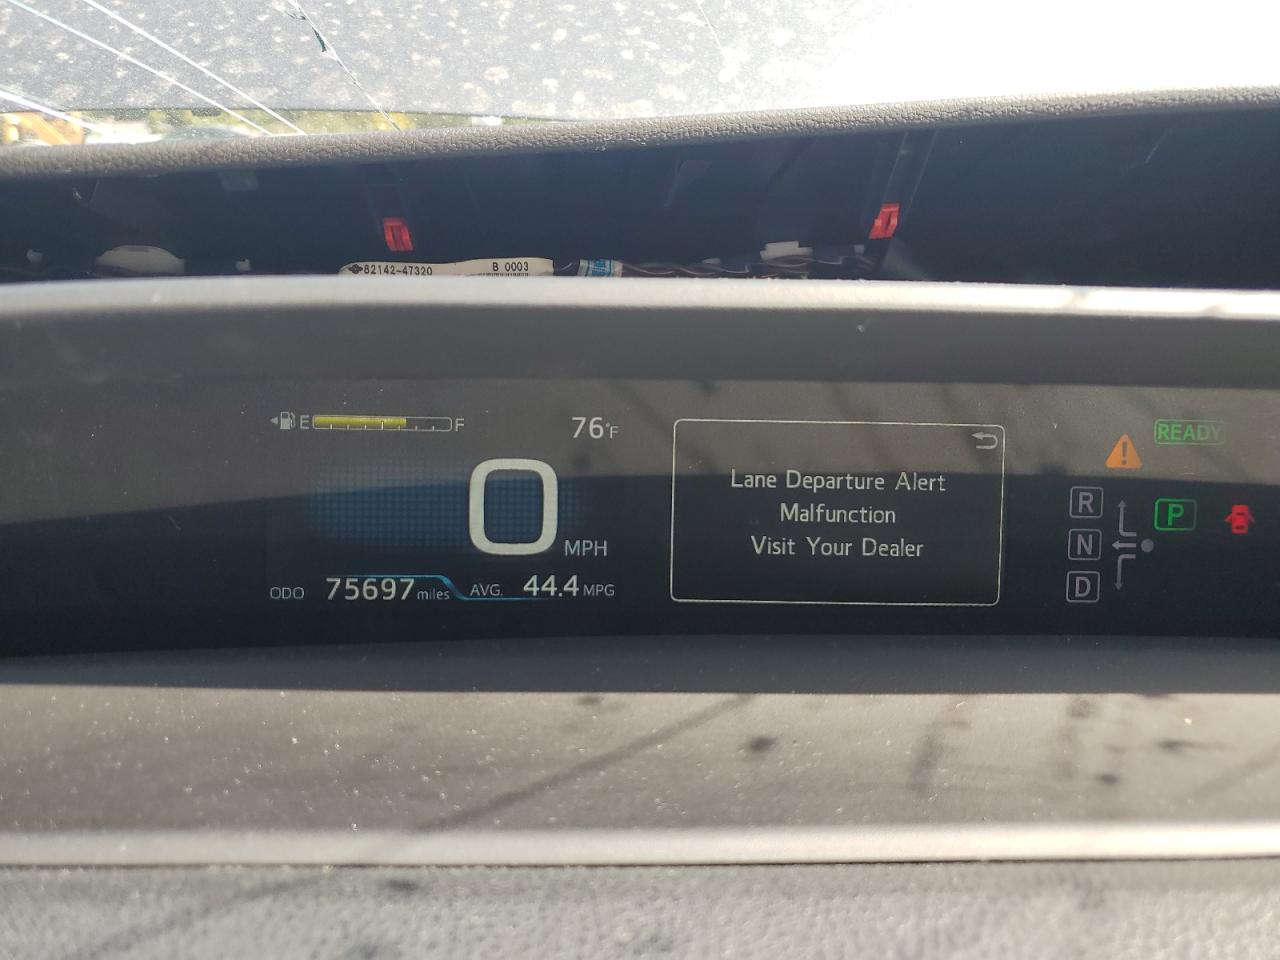 82142-47320 B 0003
E F
76°F
READY
Lane Departure Alert
Malfunction
Visit Your Dealer
0 MPH
R
P
N
D
ODO 75697 miles AVG. 44.4 MPG